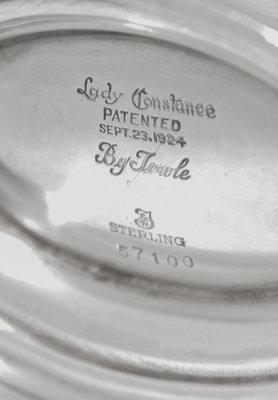 Lady Constance
PATENTED
SEPT.23,1924
By Towle
STERLING
57100